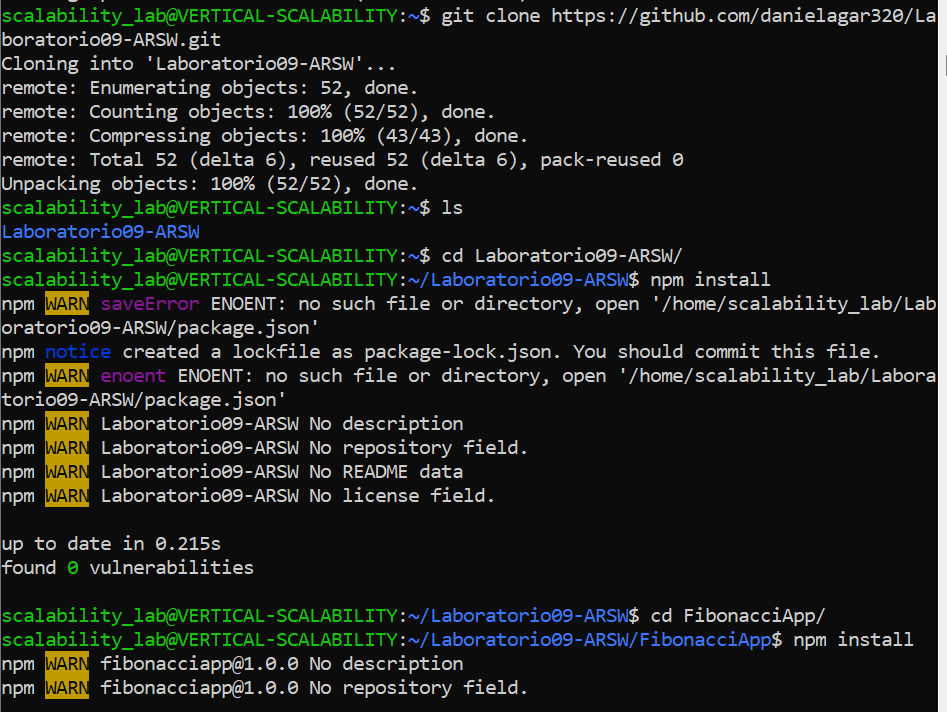 scalability_lab@VERTICAL-SCALABILITY:~$ git clone https://github.com/danielagar320/La
boratorio09-ARSW.git
Cloning into 'Laboratorio09-ARSW'...
remote: Enumerating objects: 52, done.
remote: Counting objects: 100% (52/52), done.
remote: Compressing objects: 100% (43/43), done.
remote: Total 52 (delta 6), reused 52 (delta 6), pack-reused 0
Unpacking objects: 100% (52/52), done.
scalability_lab@VERTICAL-SCALABILITY:~$ ls
Laboratorio09-ARSW
scalability_lab@VERTICAL-SCALABILITY:~$ cd Laboratorio09-ARSW/
scalability_lab@VERTICAL-SCALABILITY:~/Laboratorio09-ARSW$ npm install
npm WARN saveError ENOENT: no such file or directory, open '/home/scalability_lab/Lab
oratorio09-ARSW/package.json'
npm notice created a lockfile as package-lock.json. You should commit this file.
npm WARN enoent ENOENT: no such file or directory, open '/home/scalability_lab/Labora
torio09-ARSW/package.json'
npm WARN Laboratorio09-ARSW No description
npm WARN Laboratorio09-ARSW No repository field.
npm WARN Laboratorio09-ARSW No README data
npm WARN Laboratorio09-ARSW No license field.
up to date in 0.215s
found 0 vulnerabilities
scalability_lab@VERTICAL-SCALABILITY:~/Laboratorio09-ARSW$ cd FibonacciApp/
scalability_lab@VERTICAL-SCALABILITY:~/Laboratorio09-ARSW/FibonacciApp$ npm install
npm WARN fibonacciapp@1.0.0 No description
npm WARN fibonacciapp@1.0.0 No repository field.